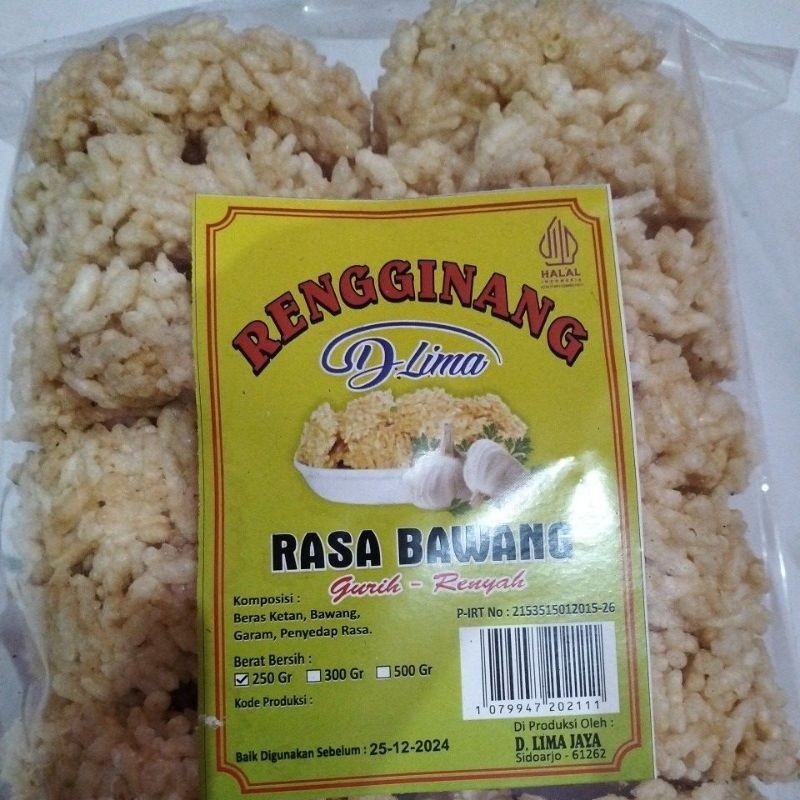 HALAL
INDONESIA
RENGGINANG
D-Lima
RASA BAWANG
Gurih - Renyah
Komposisi :
Beras Ketan, Bawang,
Garam, Penyedap Rasa.
P-IRT No : 2153515012015-26
Berat Bersih :
250 Gr 300 Gr 500 Gr
Kode Produksi :
1 079947 202111
Di Produksi Oleh :
D. LIMA JAYA
Sidoarjo - 61262
Baik Digunakan Sebelum : 25-12-2024